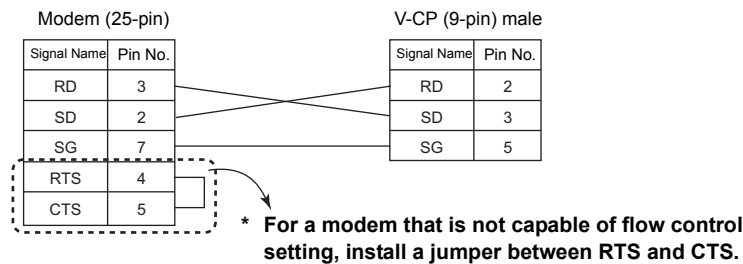 Modem (25-pin) V-CP (9-pin) male
Signal Name Pin No. Signal Name Pin No.
RD 3 RD 2
SD 2 SD 3
SG 7 SG 5
RTS 4
CTS 5
* For a modem that is not capable of flow control
setting, install a jumper between RTS and CTS.